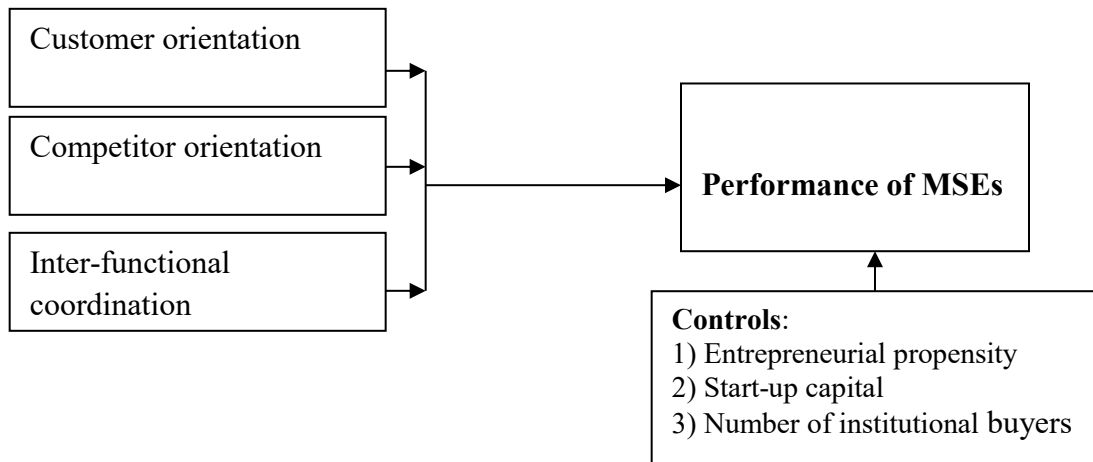 Customer orientation
Competitor orientation
Inter-functional
coordination
Performance of MSEs
Controls:
1) Entrepreneurial propensity
2) Start-up capital
3) Number of institutional buyers